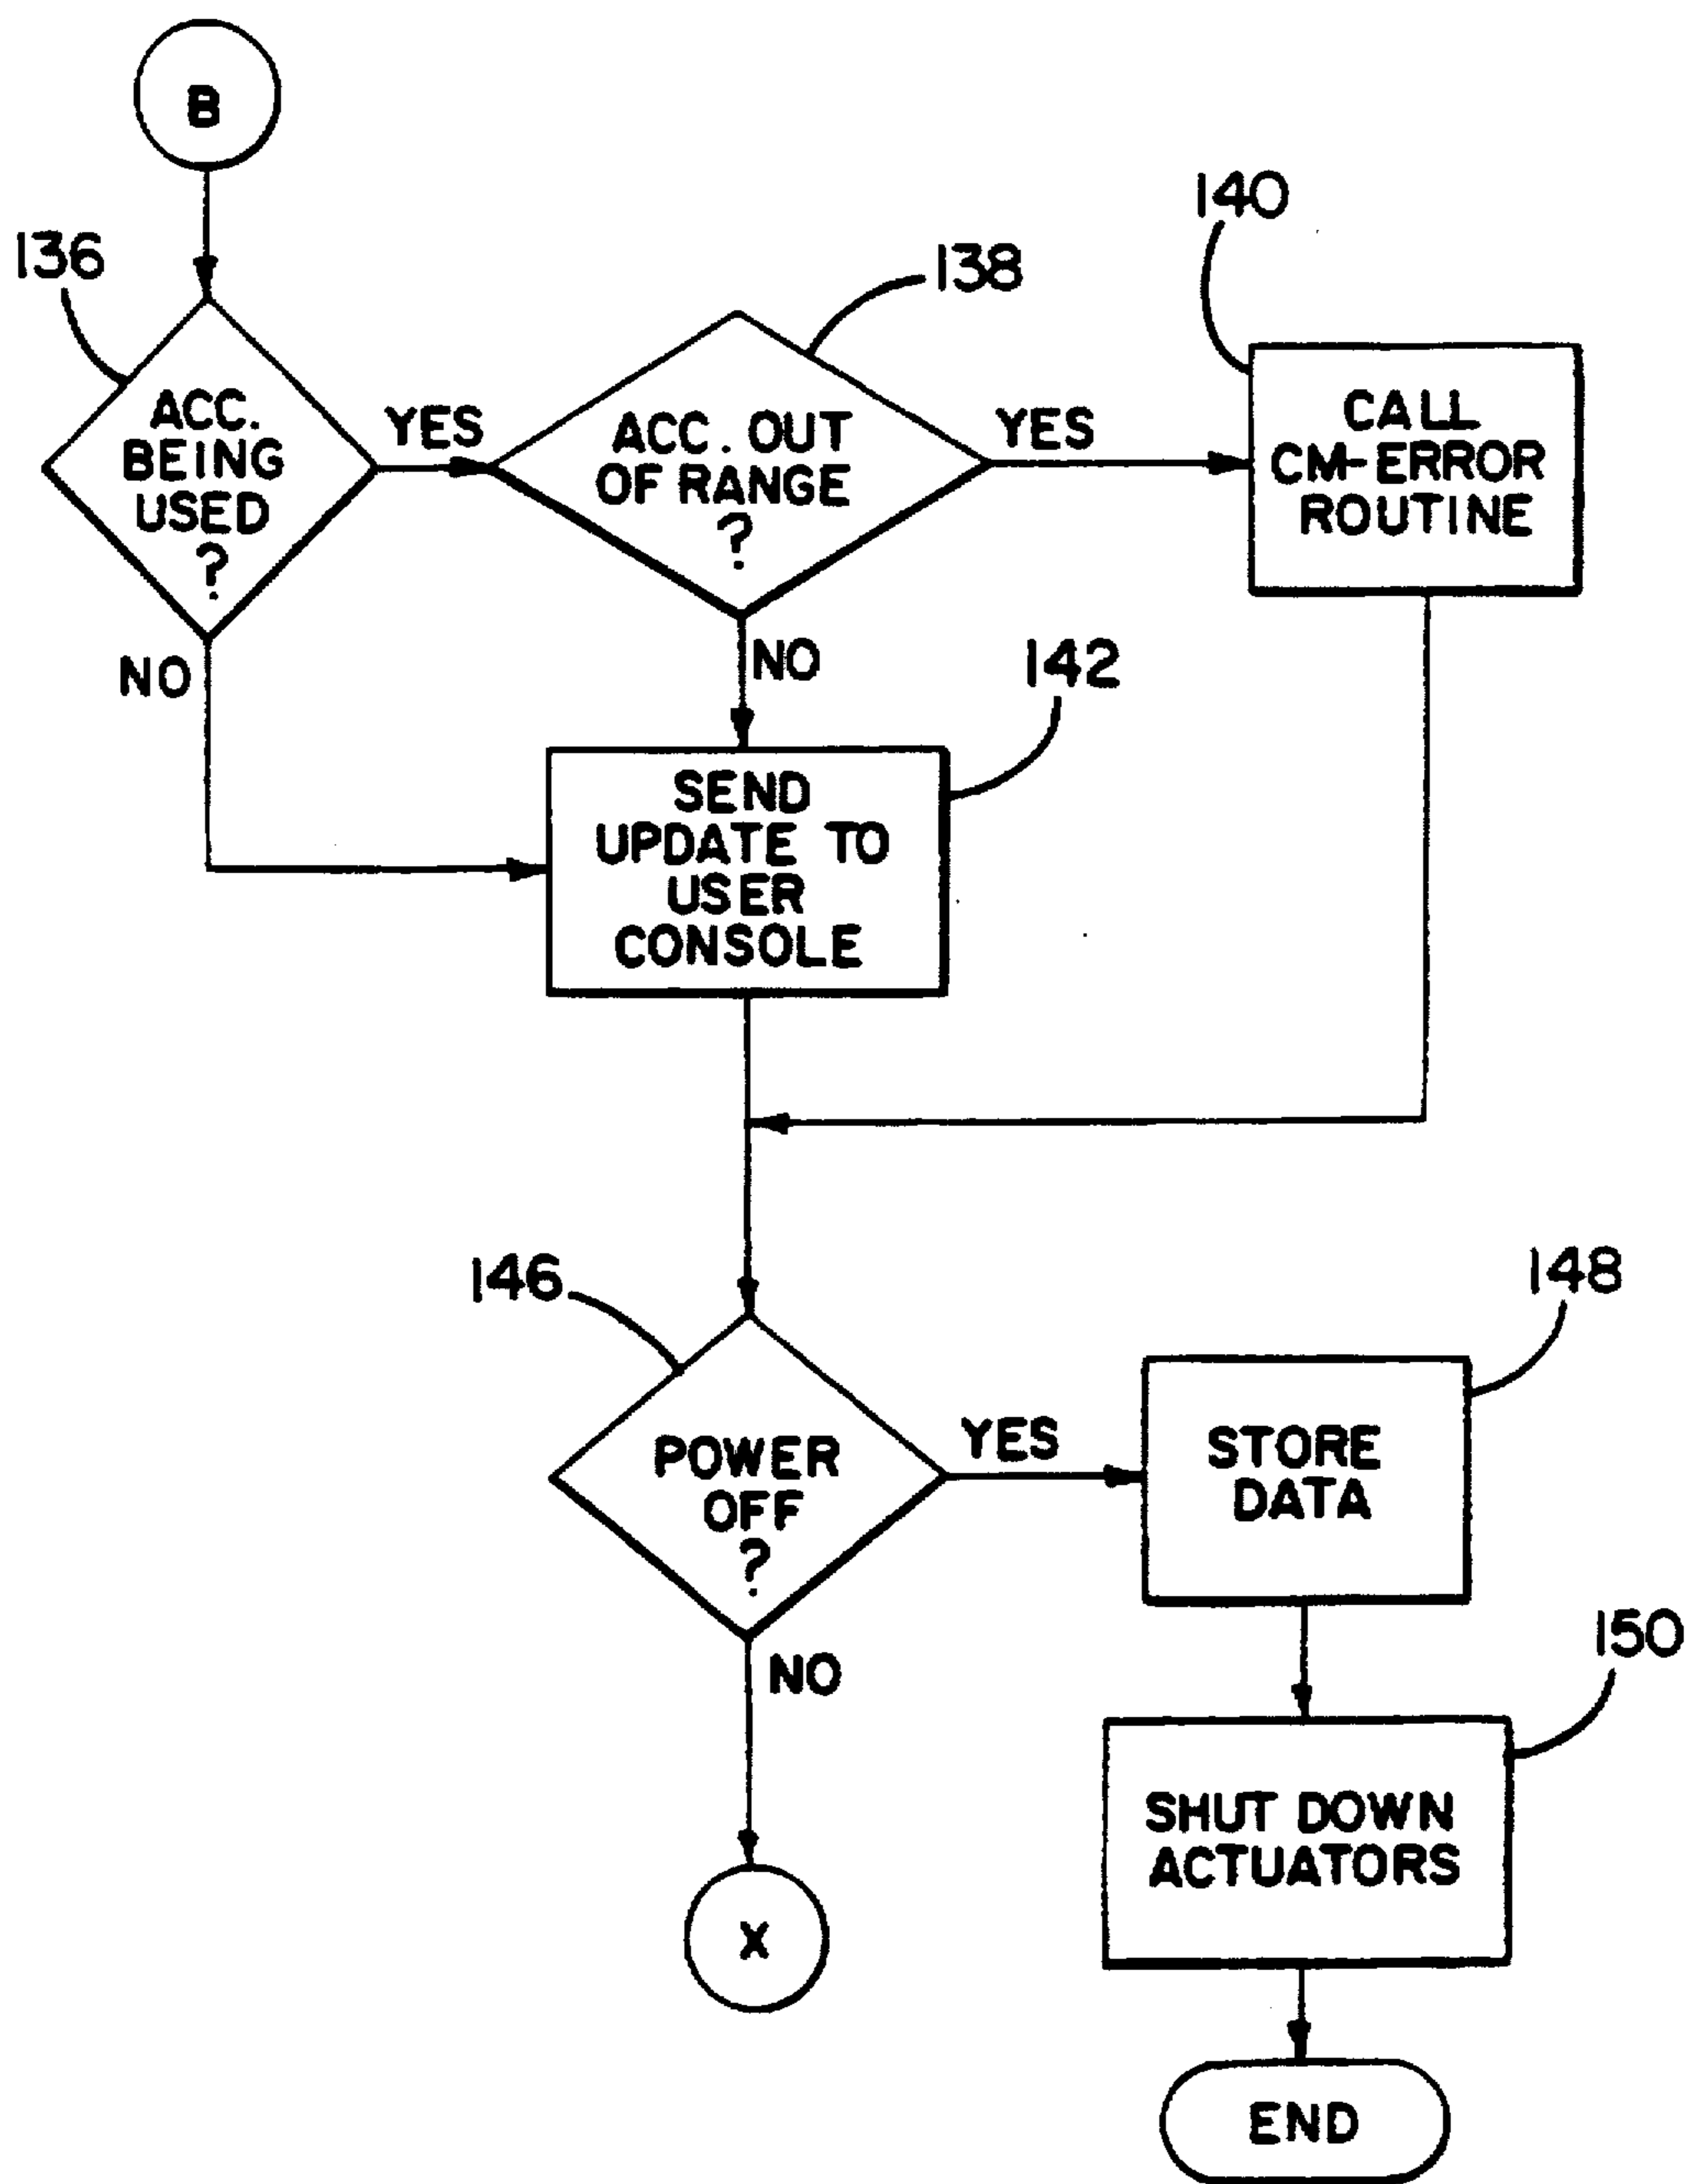 B
136
138
140
ACC.
BEING
USED
?
YES
ACC. OUT
OF RANGE
?
YES
CALL
CM-ERROR
ROUTINE
NO
NO
142
SEND
UPDATE TO
USER
CONSOLE
146
148
POWER
OFF
?
YES
STORE
DATA
NO
150
SHUT DOWN
ACTUATORS
X
END